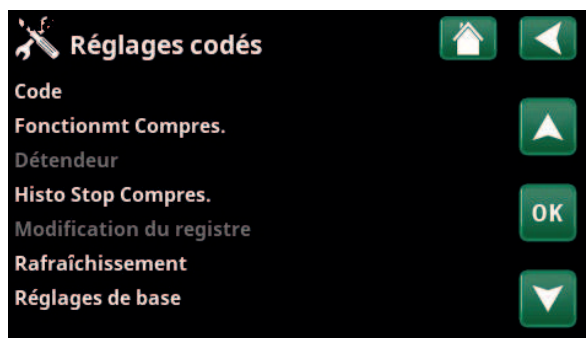 Réglages codés
Code
Fonctionmt Compres.
Détendeur
Histo Stop Compres.
OK
Modification du registre
Rafraîchissement
Réglages de base